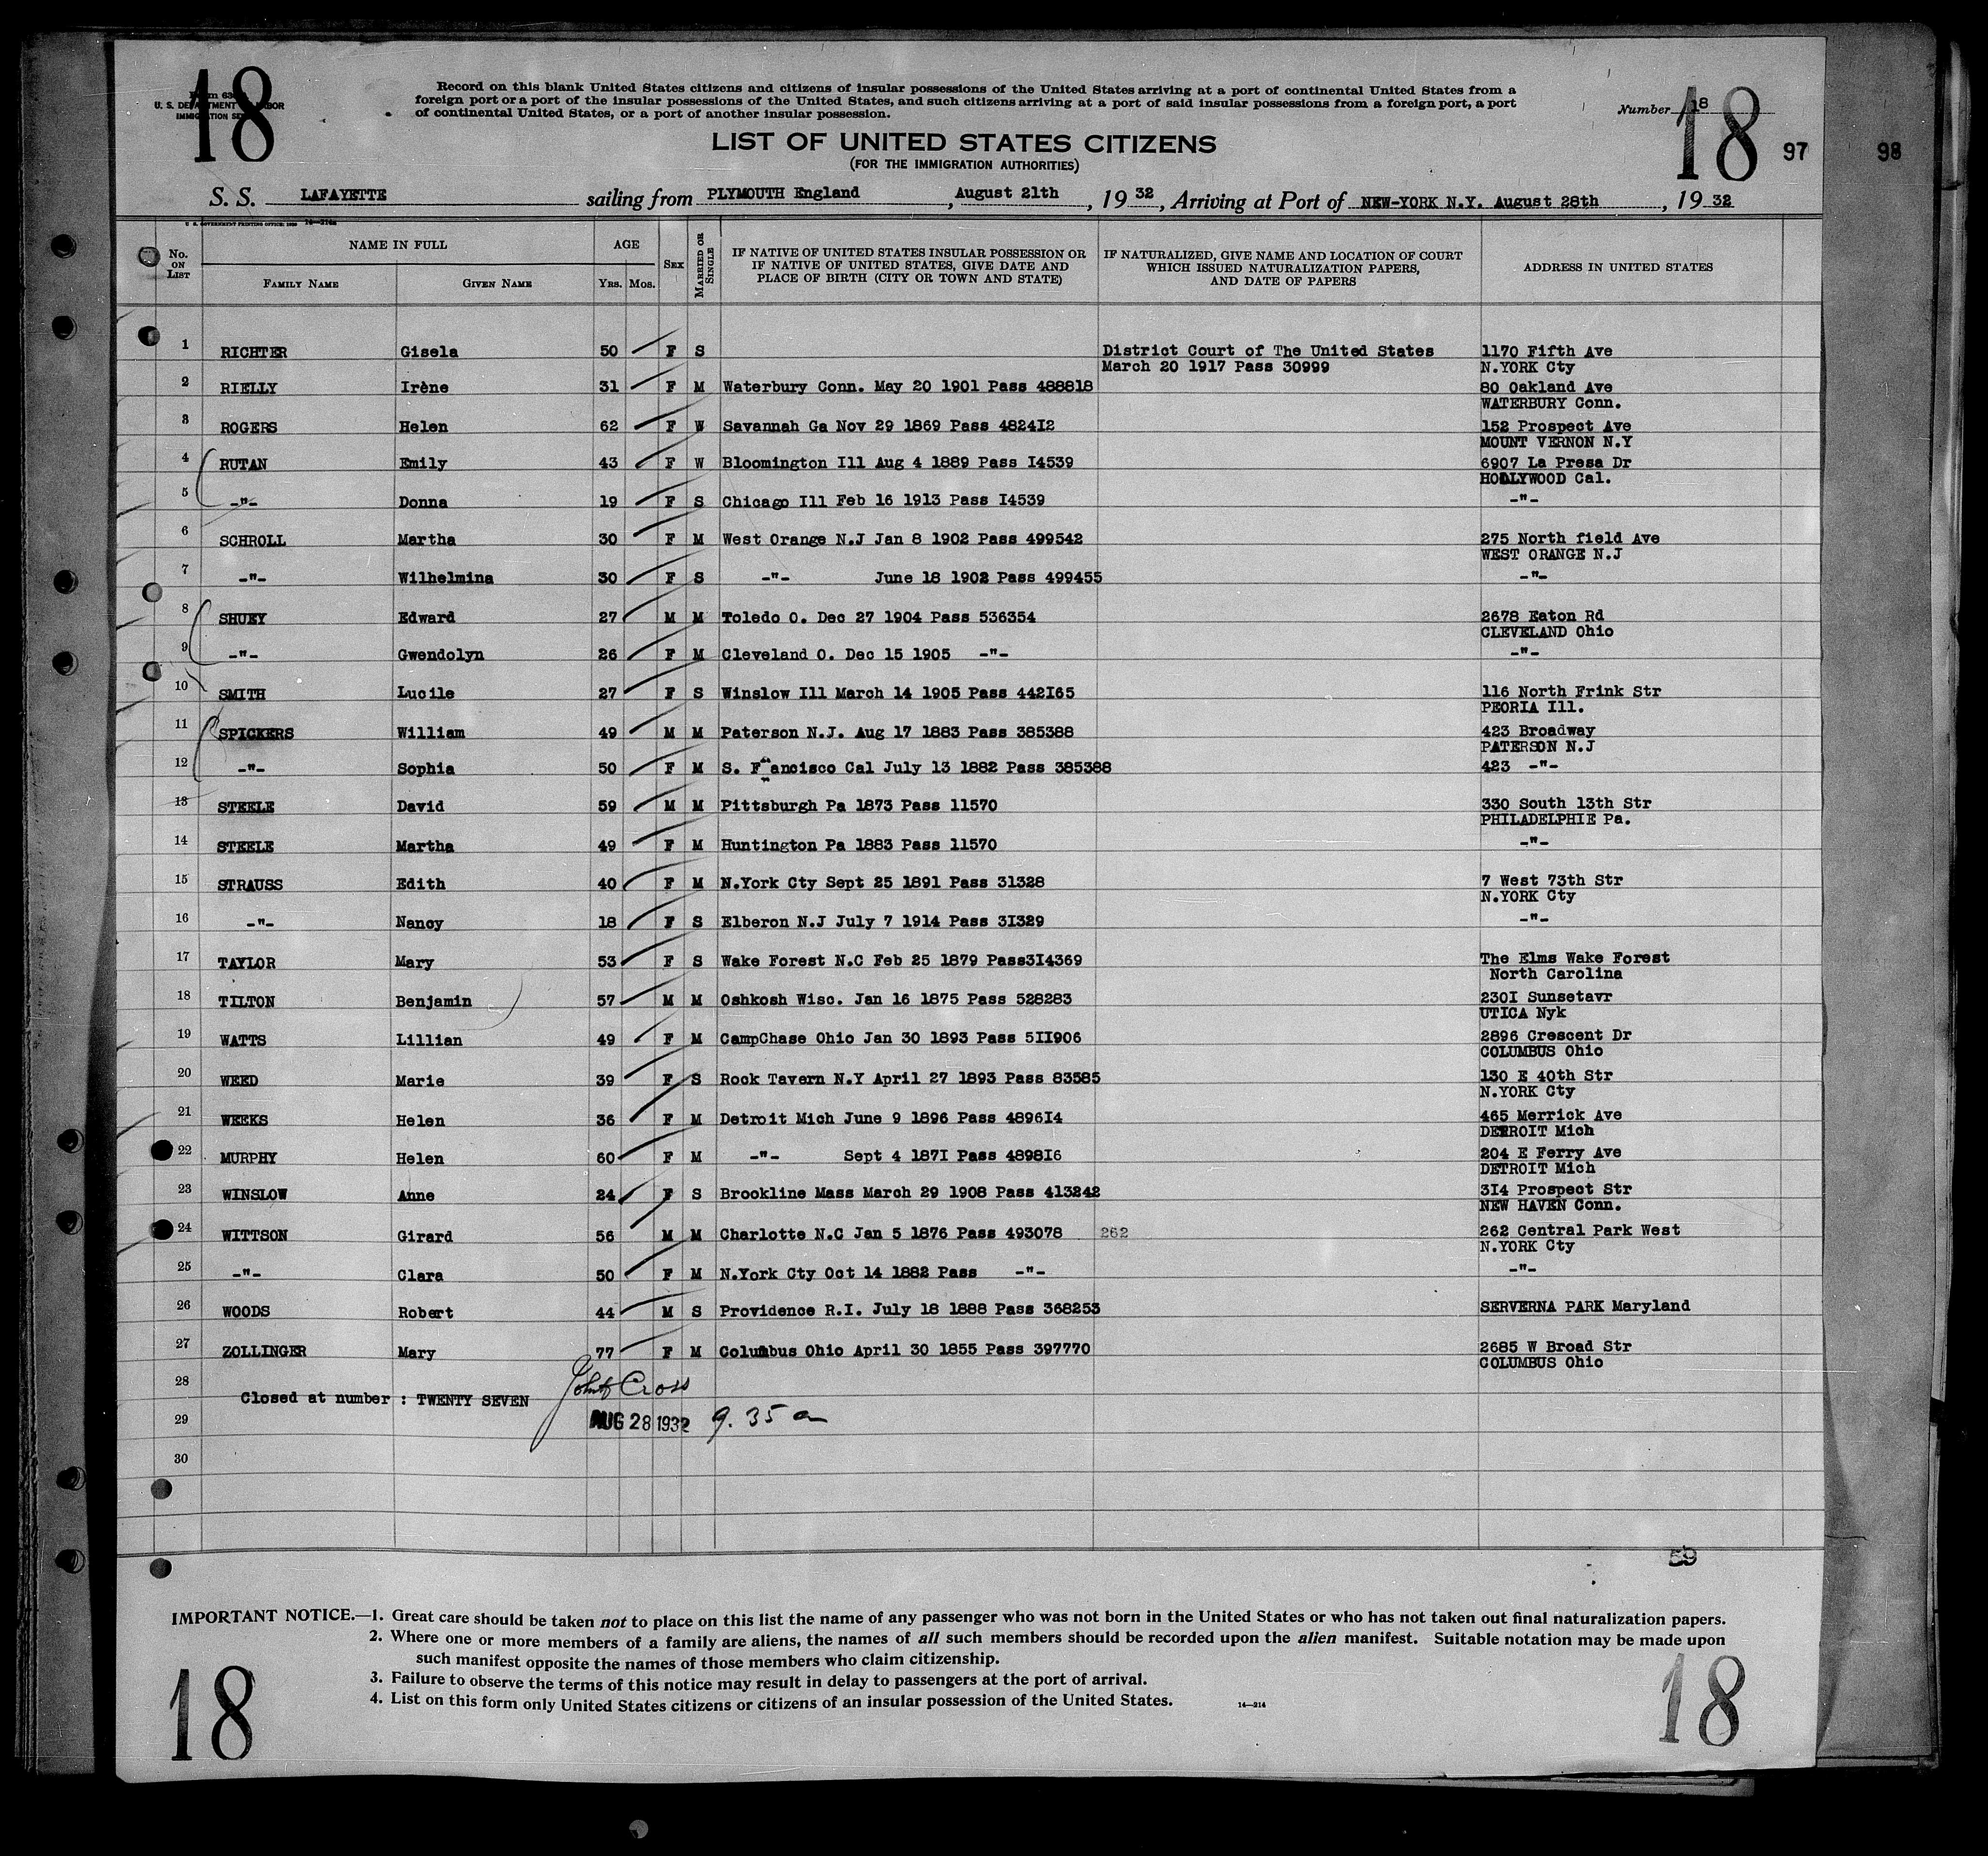 18
18
U. S. DEPARTMENT OF LABOR
Record on this blank United States citizens and citizens of insular possessions of the United States arriving at a port of continental United States from a
foreign port or a port of the insular possessions of the United States, and such citizens arriving at a port of said insular possessions from a foreign port, a port
of continental United States, or a port of another insular possession.
Number 18
97
98
LIST OF UNITED STATES CITIZENS
(FOR THE IMMIGRATION AUTHORITIES)
S. S. LAFAYETTE sailing from PLYMOUTH England, August 21th, 19 32, Arriving at Port of NEW-YORK N.Y. August 28th, 19 32
No. ON LIST
NAME IN FULL
FAMILY NAME GIVEN NAME
AGE
YRS. MOS.
SEX
MARRIED OR SINGLE
IF NATIVE OF UNITED STATES INSULAR POSSESSION OR
IF NATIVE OF UNITED STATES, GIVE DATE AND
PLACE OF BIRTH (CITY OR TOWN AND STATE)
IF NATURALIZED, GIVE NAME AND LOCATION OF COURT
WHICH ISSUED NATURALIZATION PAPERS,
AND DATE OF PAPERS
ADDRESS IN UNITED STATES
1 RICHTER Gisela 50 F S District Court of The United States 1170 Fifth Ave
March 20 1917 Pass 30999 N.YORK Cty
2 RIELLY Irène 31 F M Waterbury Conn. May 20 1901 Pass 488818 80 Oakland Ave
WATERBURY Conn.
3 ROGERS Helen 62 F W Savannah Ga Nov 29 1869 Pass 4824I2 152 Prospect Ave
MOUNT VERNON N.Y
4 RUTAN Emily 43 F W Bloomington Ill Aug 4 1889 Pass I4539 6907 La Presa Dr
HOLLYWOOD Cal.
5 -"- Donna 19 F S Chicago Ill Feb 16 1913 Pass I4539 -"-
6 SCHROLL Martha 30 F M West Orange N.J Jan 8 1902 Pass 499542 275 North field Ave
WEST ORANGE N.J
7 -"- Wilhelmina 30 F S -"- June 18 1902 Pass 499455 -"-
8 SHUEY Edward 27 M M Toledo O. Dec 27 1904 Pass 536354 2678 Eaton Rd
CLEVELAND Ohio
9 -"- Gwendolyn 26 F M Cleveland O. Dec 15 1905 -"- -"-
10 SMITH Lucile 27 F S Winslow Ill March 14 1905 Pass 442I65 116 North Frink Str
PEORIA Ill.
11 SPICKERS William 49 M M Paterson N.J. Aug 17 1883 Pass 385388 423 Broadway
PATERSON N.J
12 -"- Sophia 50 F M S. Francisco Cal July 13 1882 Pass 385388 423 -"-
13 STEELE David 59 M M Pittsburgh Pa 1873 Pass 11570 330 South 13th Str
PHILADELPHIE Pa.
14 STEELE Martha 49 F M Huntington Pa 1883 Pass 11570 -"-
15 STRAUSS Edith 40 F M N.York Cty Sept 25 1891 Pass 31328 7 West 73th Str
N.YORK Cty
16 -"- Nancy 18 F S Elberon N.J July 7 1914 Pass 3I329 -"-
17 TAYLOR Mary 53 F S Wake Forest N.C Feb 25 1879 Pass3I4369 The Elms Wake Forest
North Carolina
18 TILTON Benjamin 57 M M Oshkosh Wisc. Jan 16 1875 Pass 528283 230I Sunsetavr
UTICA Nyk
19 WATTS Lillian 49 F M CampChase Ohio Jan 30 1893 Pass 5II906 2896 Crescent Dr
COLUMBUS Ohio
20 WEED Marie 39 F S Rock Tavern N.Y April 27 1893 Pass 83585 130 E 40th Str
N.YORK Cty
21 WEEKS Helen 36 F M Detroit Mich June 9 1896 Pass 4896I4 465 Merrick Ave
DETROIT Mich
22 MURPHY Helen 60 F M -"- Sept 4 187I Pass 4898I6 204 E Ferry Ave
DETROIT Mich
23 WINSLOW Anne 24 F S Brookline Mass March 29 1908 Pass 413242 3I4 Prospect Str
NEW HAVEN Conn.
24 WITTSON Girard 56 M M Charlotte N.C Jan 5 1876 Pass 493078 262 262 Central Park West
N.YORK Cty
25 -"- Clara 50 F M N.York Cty Oct 14 1882 Pass -"- -"-
26 WOODS Robert 44 M S Providence R.I. July 18 1888 Pass 368253 SERVERNA PARK Maryland
27 ZOLLINGER Mary 77 F M Columbus Ohio April 30 1855 Pass 397770 2685 W Broad Str
COLUMBUS Ohio
28 Closed at number : TWENTY SEVEN Cross
29 AUG 28 1932 9. 35 a
30
59
IMPORTANT NOTICE.—1. Great care should be taken not to place on this list the name of any passenger who was not born in the United States or who has not taken out final naturalization papers.
2. Where one or more members of a family are aliens, the names of all such members should be recorded upon the alien manifest. Suitable notation may be made upon
such manifest opposite the names of those members who claim citizenship.
3. Failure to observe the terms of this notice may result in delay to passengers at the port of arrival.
4. List on this form only United States citizens or citizens of an insular possession of the United States. 14—214
18
18